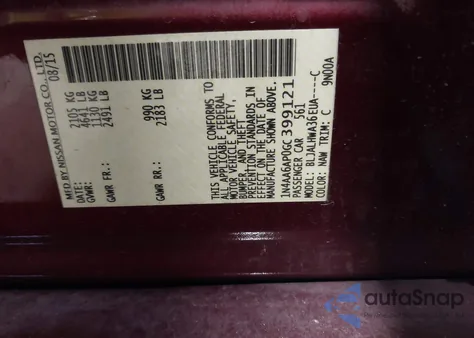 MFD BY NISSAN MOTOR CO., LTD.
08/15
GVWR: 2105 KG
4641 LB
GAWR FR: 1130 KG
2491 LB
GAWR RR: 990 KG
2183 LB
THIS VEHICLE CONFORMS TO
ALL APPLICABLE FEDERAL
MOTOR VEHICLE SAFETY,
BUMPER, AND THEFT
PREVENTION STANDARDS IN
EFFECT ON THE DATE OF
MANUFACTURE SHOWN ABOVE.
1N4AA6AP0GC399121
PASSENGER CAR 561
MODEL: BLJALHWA36EUA----C
COLOR: NAW TRIM: C 9N00A
autoSnap